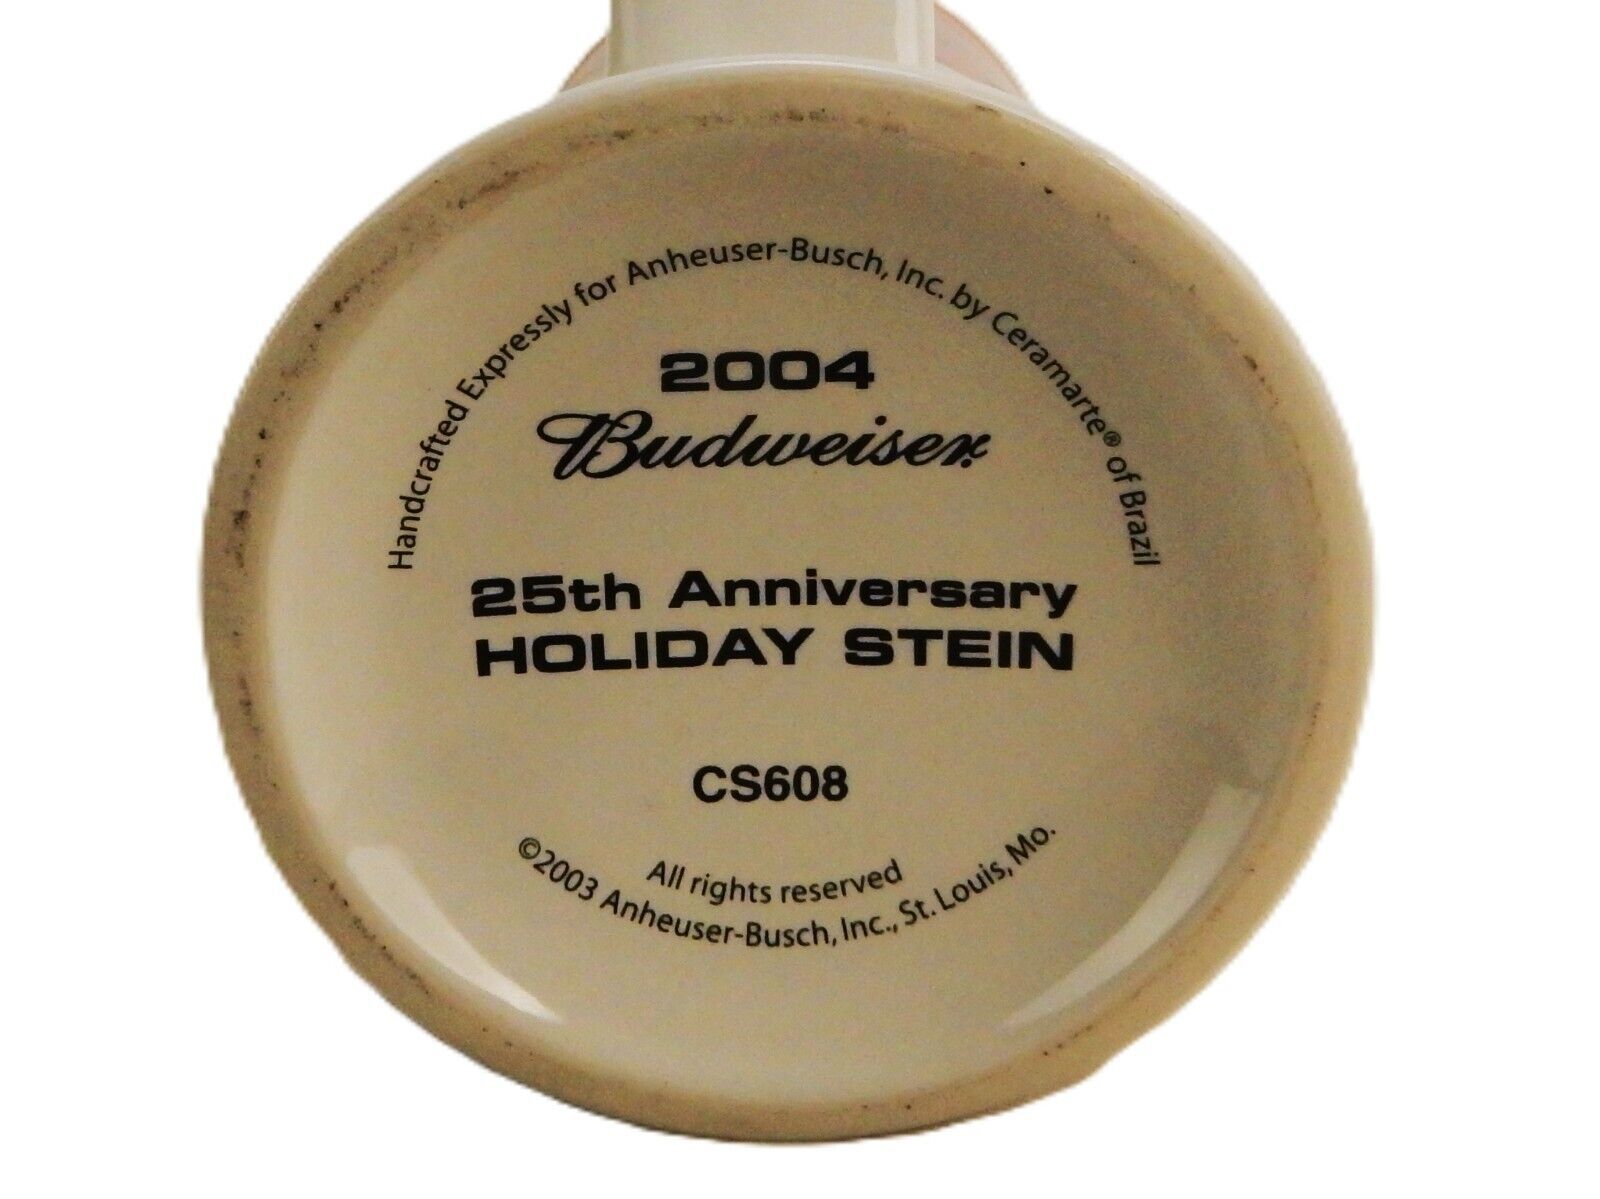 Handcrafted Expressly for Anheuser-Busch, Inc. by Ceramarte® of Brazil
2004
Budweiser.
25th Anniversary
HOLIDAY STEIN
CS608
All rights reserved
©2003 Anheuser-Busch, Inc., St. Louis, Mo.